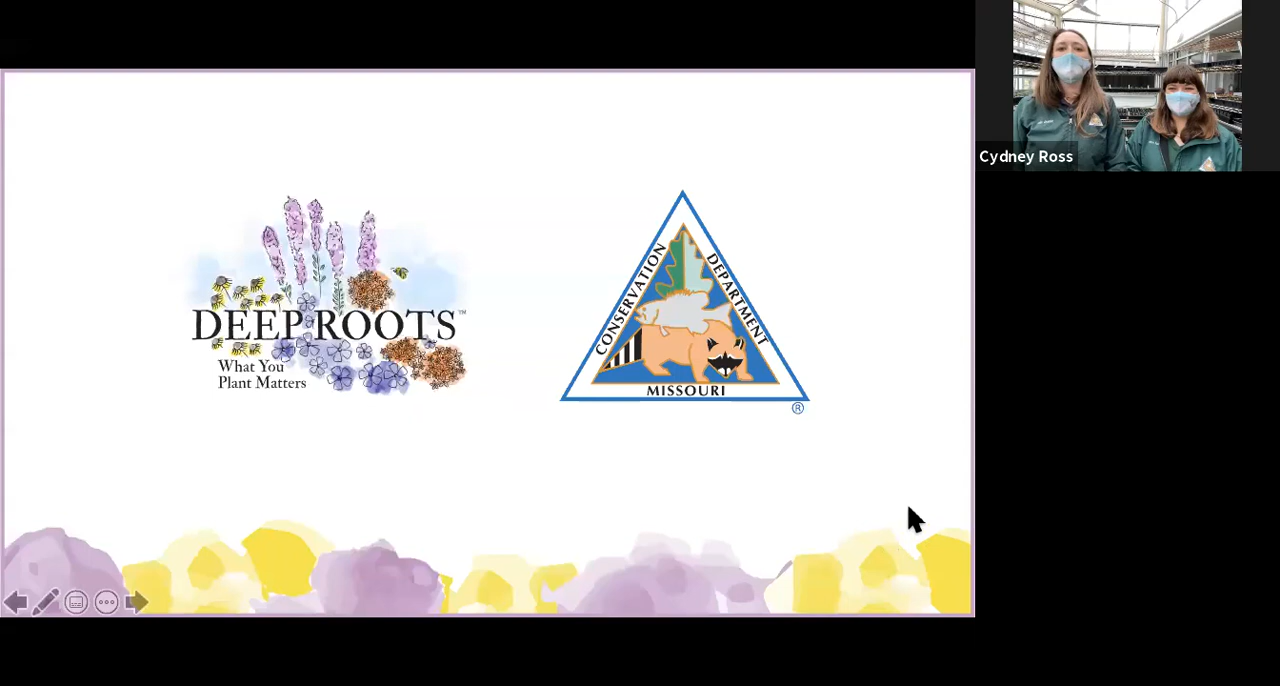 DEEP ROOTS™
What You
Plant Matters
CONSERVATION
DEPARTMENT
MISSOURI
®
Cydney Ross